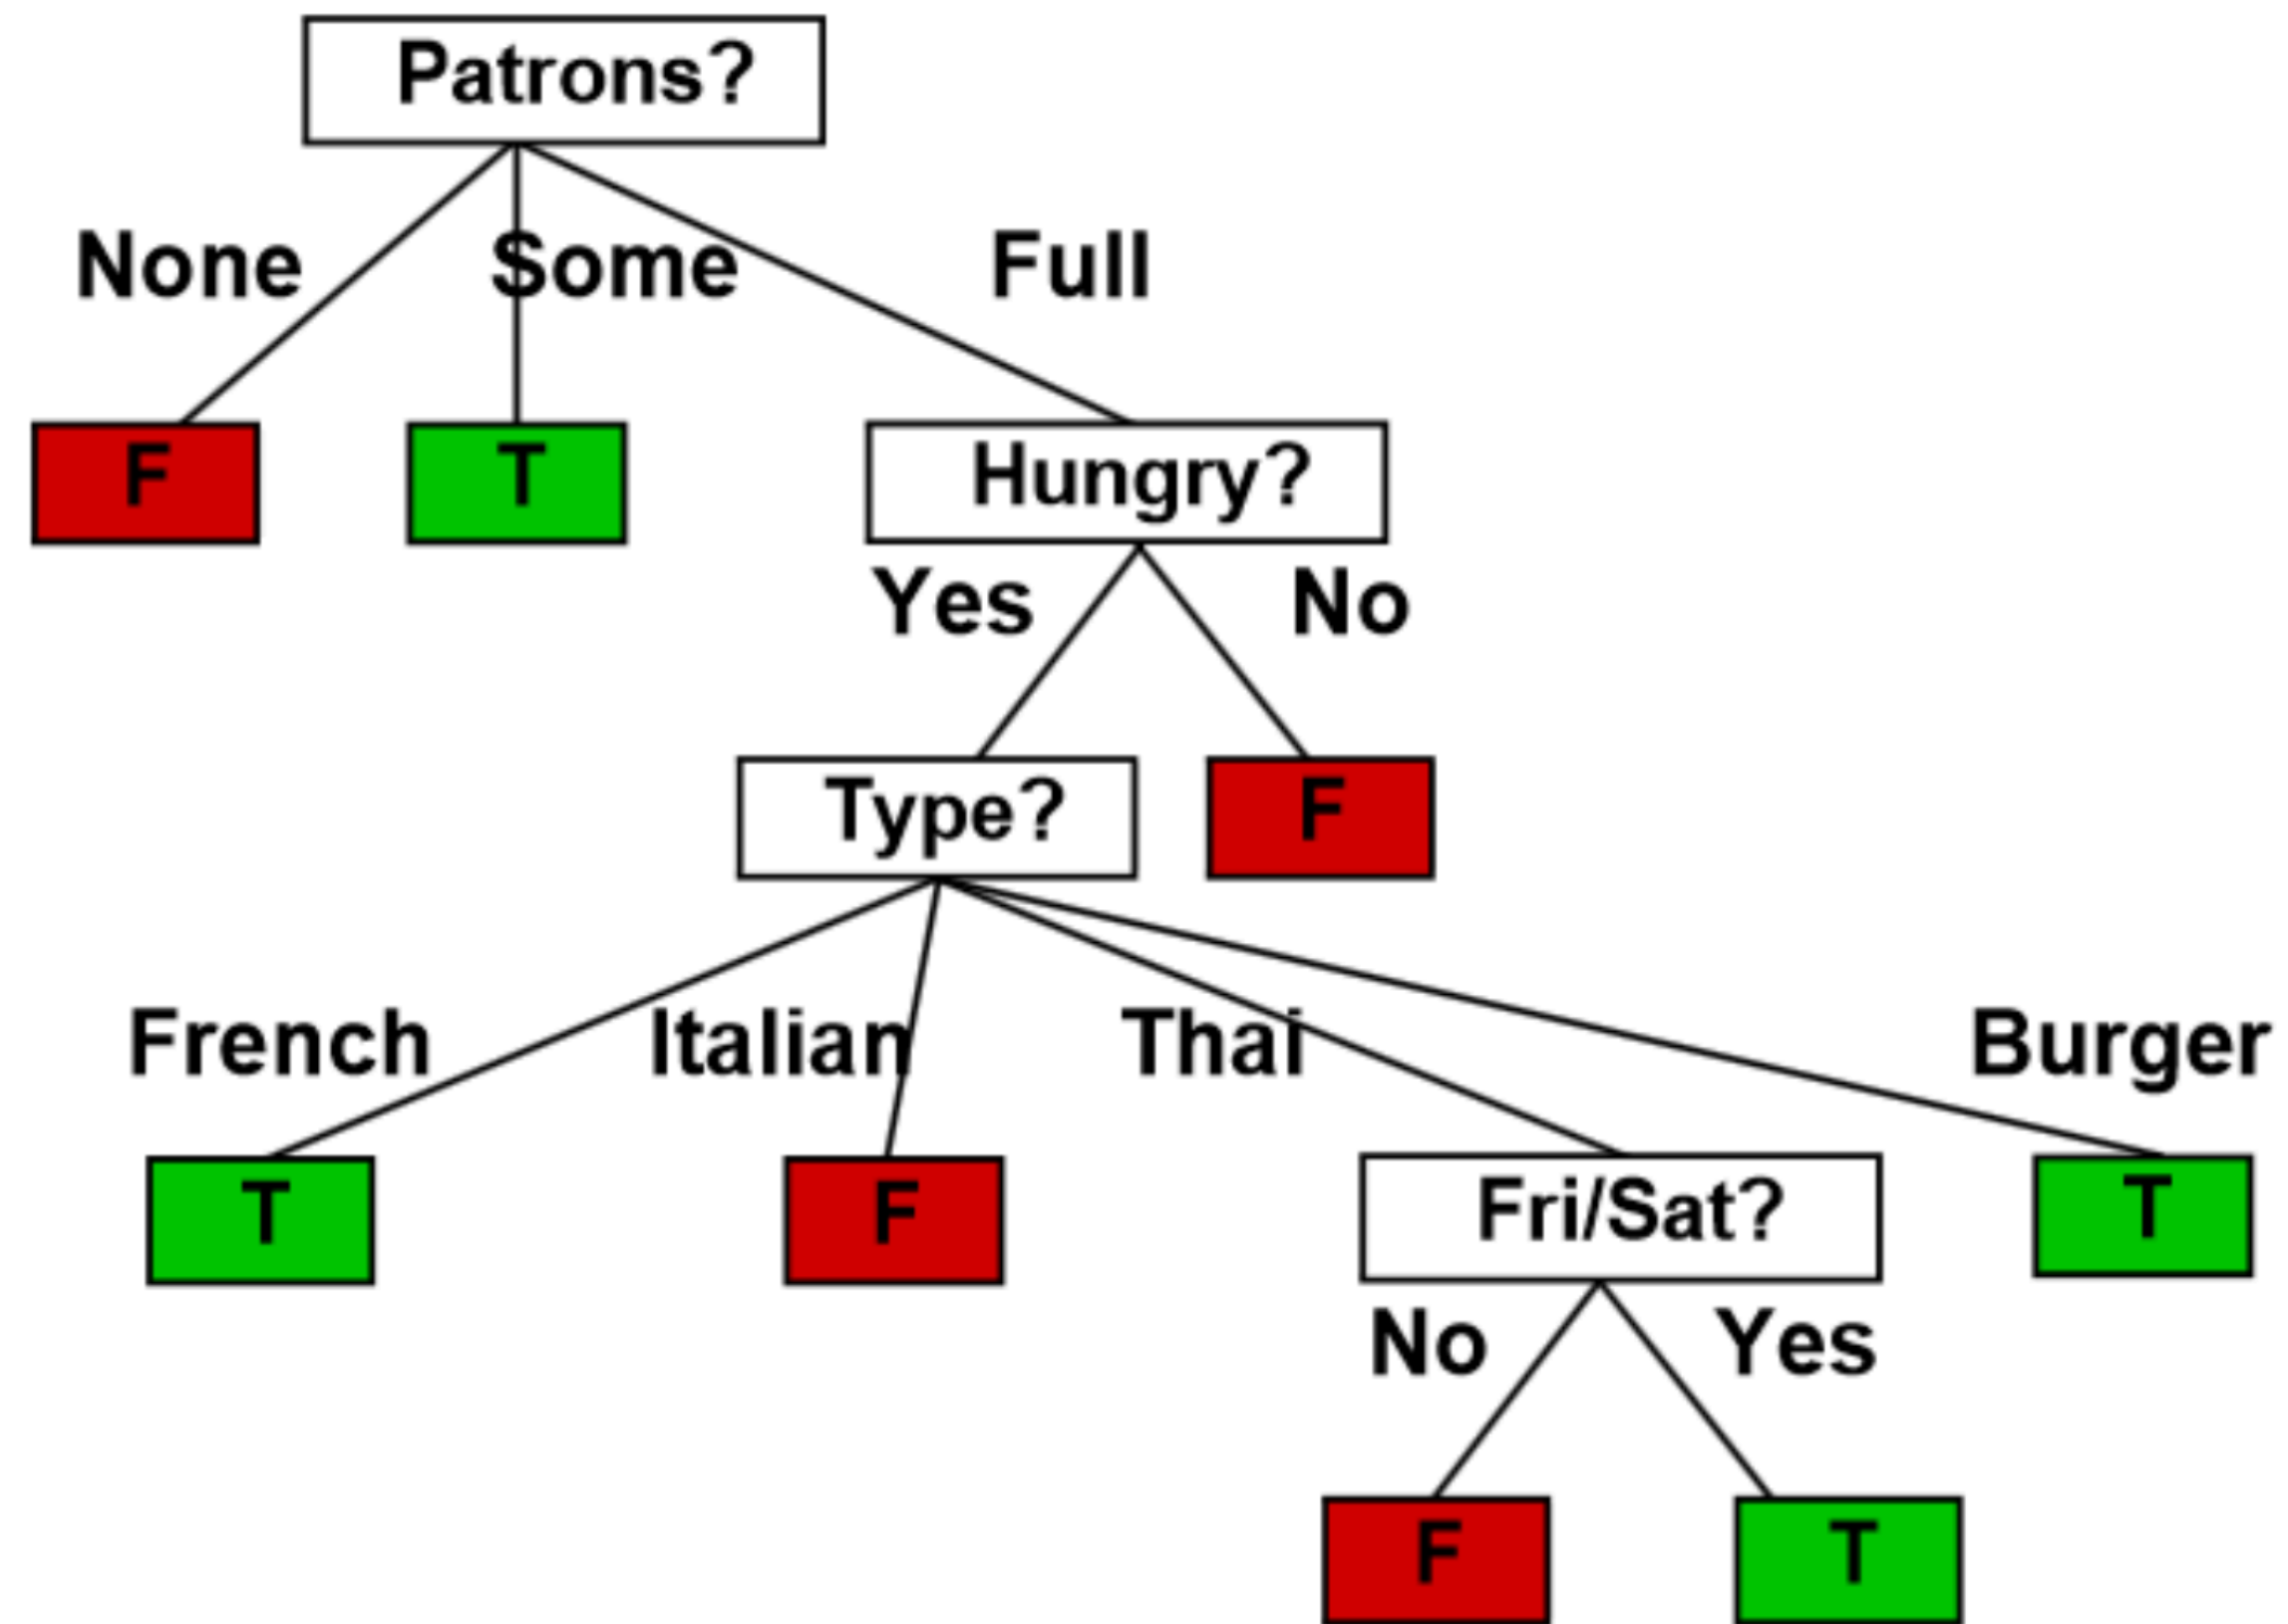 Patrons?
None Some Full
F T Hungry?
Yes No
Type? F
French Italian Thai Burger
T F Fri/Sat? T
No Yes
F T